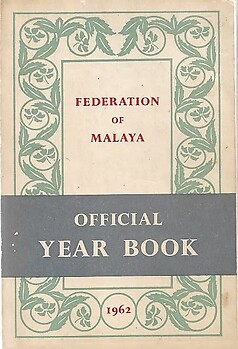 FEDERATION
OF
MALAYA
OFFICIAL
YEAR BOOK
1962